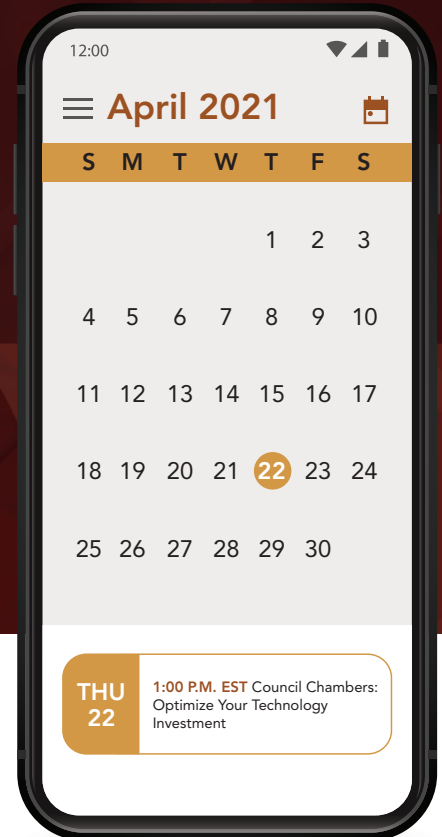 12:00
April 2021
S M T W T F S
1 2 3
4 5 6 7 8 9 10
11 12 13 14 15 16 17
18 19 20 21 22 23 24
25 26 27 28 29 30
THU
22
1:00 P.M. EST Council Chambers:
Optimize Your Technology
Investment